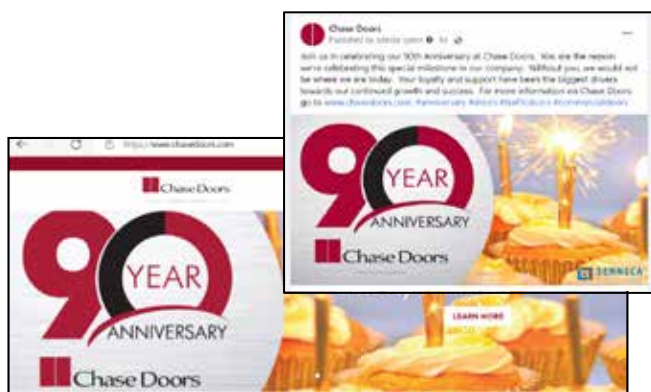 Chase Doors
Join us in celebrating our 90th Anniversary at Chase Doors. You are the reason
we're celebrating this special milestone in our company. Without you, we would not
be where we are today. Your loyalty and support have been the biggest drivers
towards our continued growth and success. For more information on Chase Doors,
go to www.chasedoors.com. #anniversary #doors
90
YEAR
ANNIVERSARY
Chase Doors
SENNECA
https://www.chasedoors.com
Chase Doors
90
YEAR
ANNIVERSARY
Chase Doors
LEARN MORE